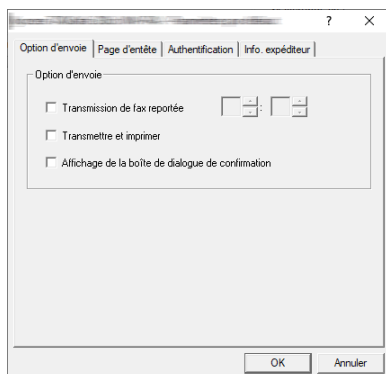 Option d'envoie Page d'entête Authentification Info. expéditeur
Option d'envoie
Transmission de fax reportée :
Transmettre et imprimer
Affichage de la boîte de dialogue de confirmation
OK Annuler